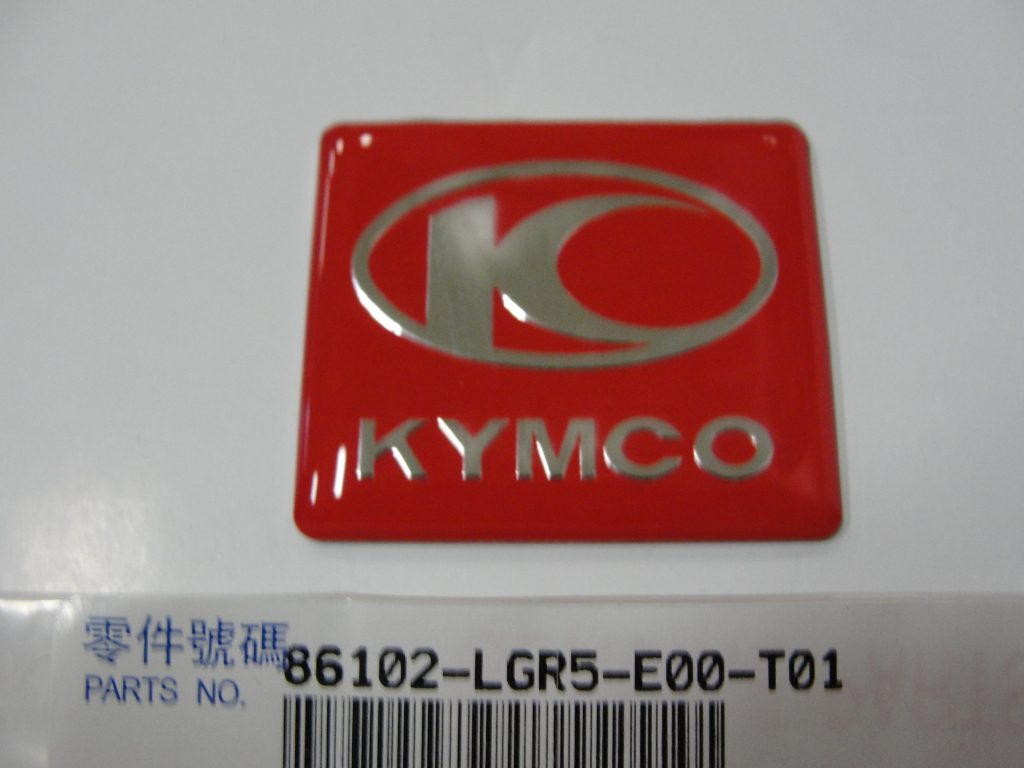 KYMCO
零件號碼
86102-LGR5-E00-T01
PARTS NO.